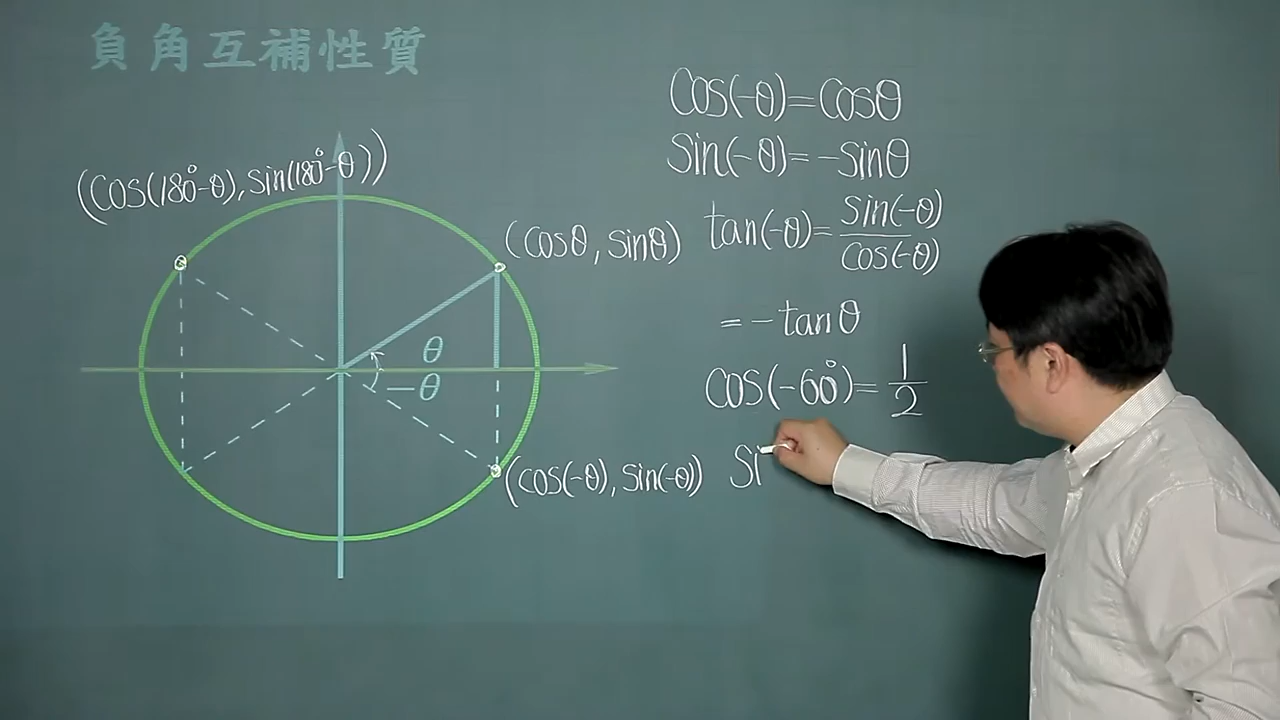 負角互補性質
(cos(180°-θ), sin(180°-θ))
(cosθ, sinθ)
θ
-θ
(cos(-θ), sin(-θ))
cos(-θ)=cosθ
sin(-θ)=-sinθ
tan(-θ)=sin(-θ)/cos(-θ)
=-tanθ
cos(-60°)=1/2
si